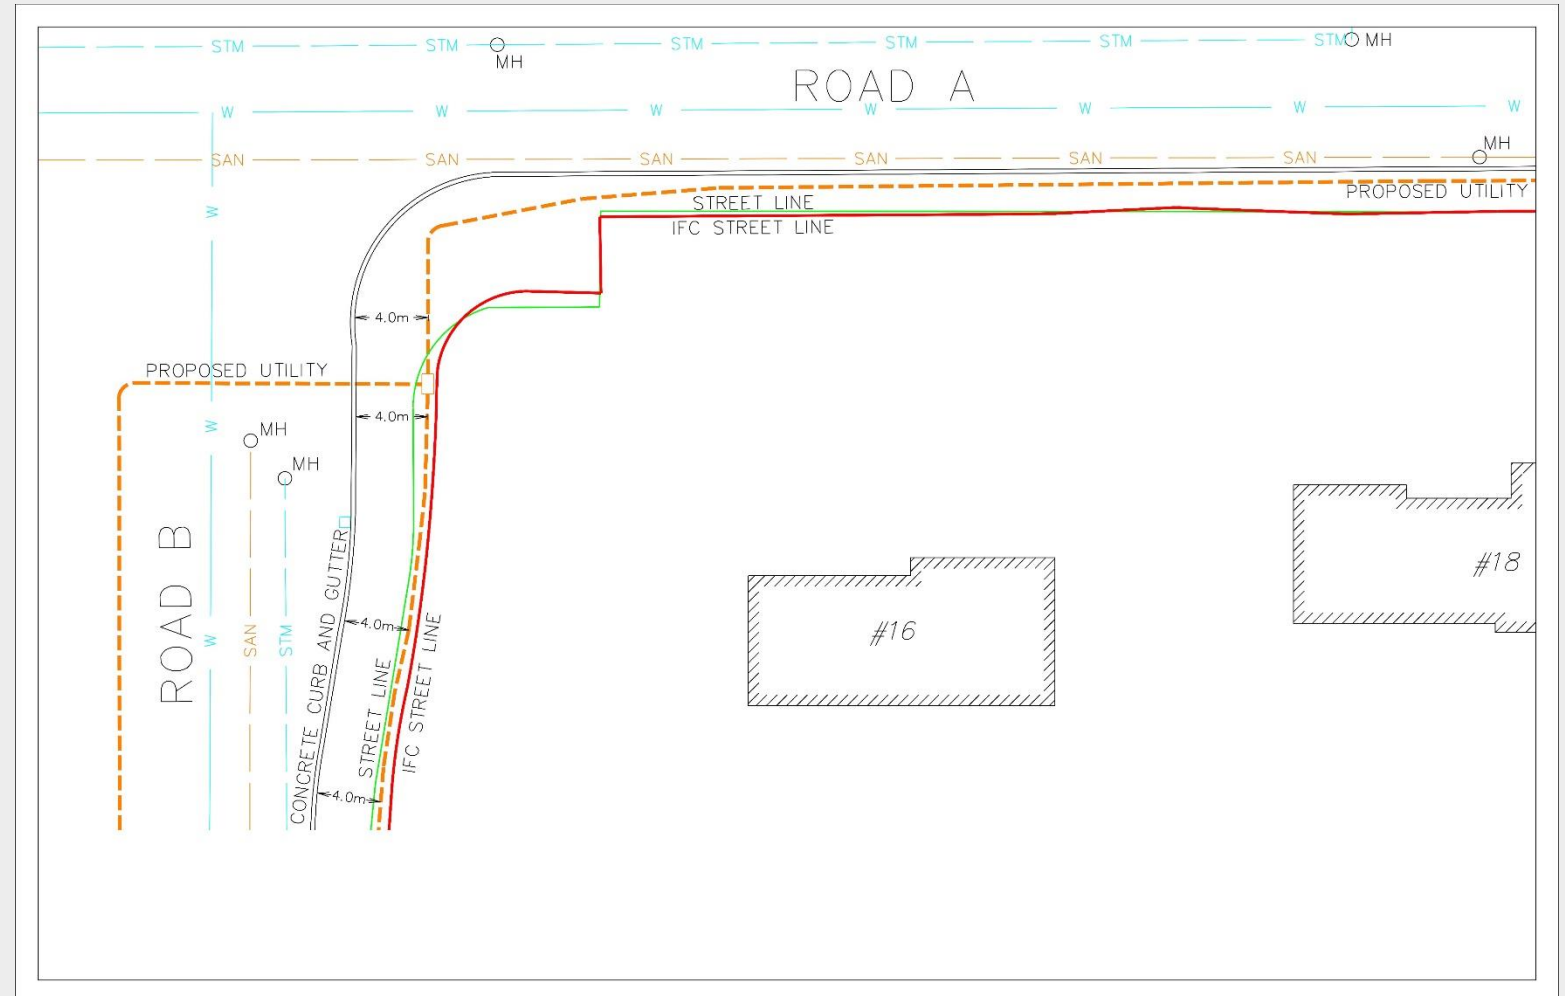 STM STM STM STM STM STM MH
MH
ROAD A
W W W W W W W
MH
SAN SAN SAN SAN SAN SAN
PROPOSED UTILITY
STREET LINE
W
IFC STREET LINE
4.0m
PROPOSED UTILITY
4.0m
W
MH
MH
CONCRETE CURB AND GUTTER
#18
ROAD B
4.0m
#16
W
SAN
STM
STREET LINE
IFC STREET LINE
4.0m